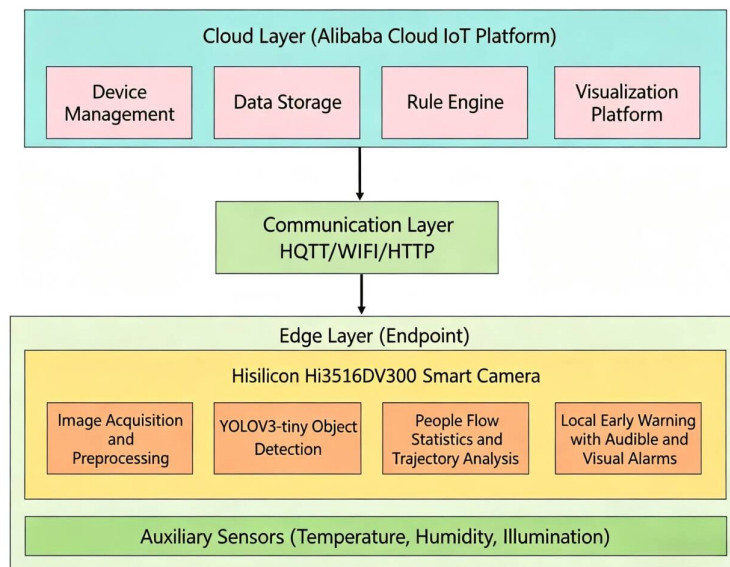 Cloud Layer (Alibaba Cloud IoT Platform)
Device
Management
Data Storage
Rule Engine
Visualization
Platform
Communication Layer
HQTT/WIFI/HTTP
Edge Layer (Endpoint)
Hisilicon Hi3516DV300 Smart Camera
Image Acquisition
and
Preprocessing
YOLOV3-tiny Object
Detection
People Flow
Statistics and
Trajectory Analysis
Local Early Warning
with Audible and
Visual Alarms
Auxiliary Sensors (Temperature, Humidity, Illumination)